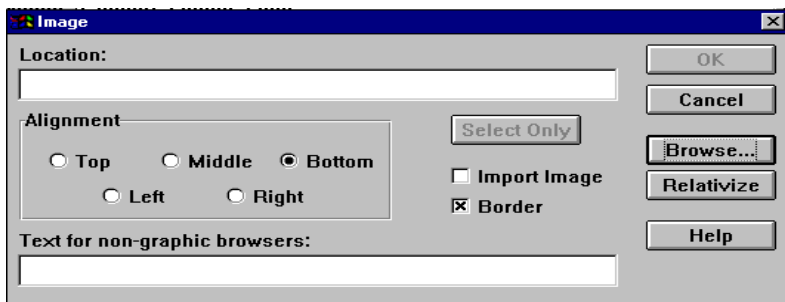 Image
Location:
OK
Cancel
Alignment
Select Only
Browse...
Top Middle Bottom
Import Image
Relativize
Left Right
Border
Text for non-graphic browsers:
Help